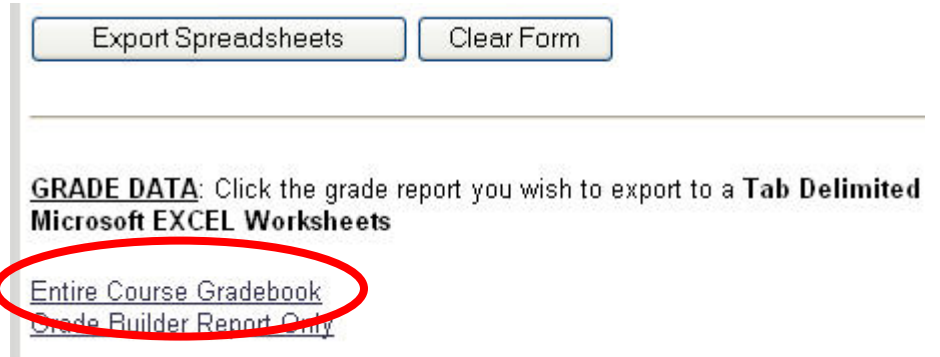 Export Spreadsheets Clear Form
GRADE DATA: Click the grade report you wish to export to a Tab Delimited
Microsoft EXCEL Worksheets
Entire Course Gradebook
Grade Builder Report Only